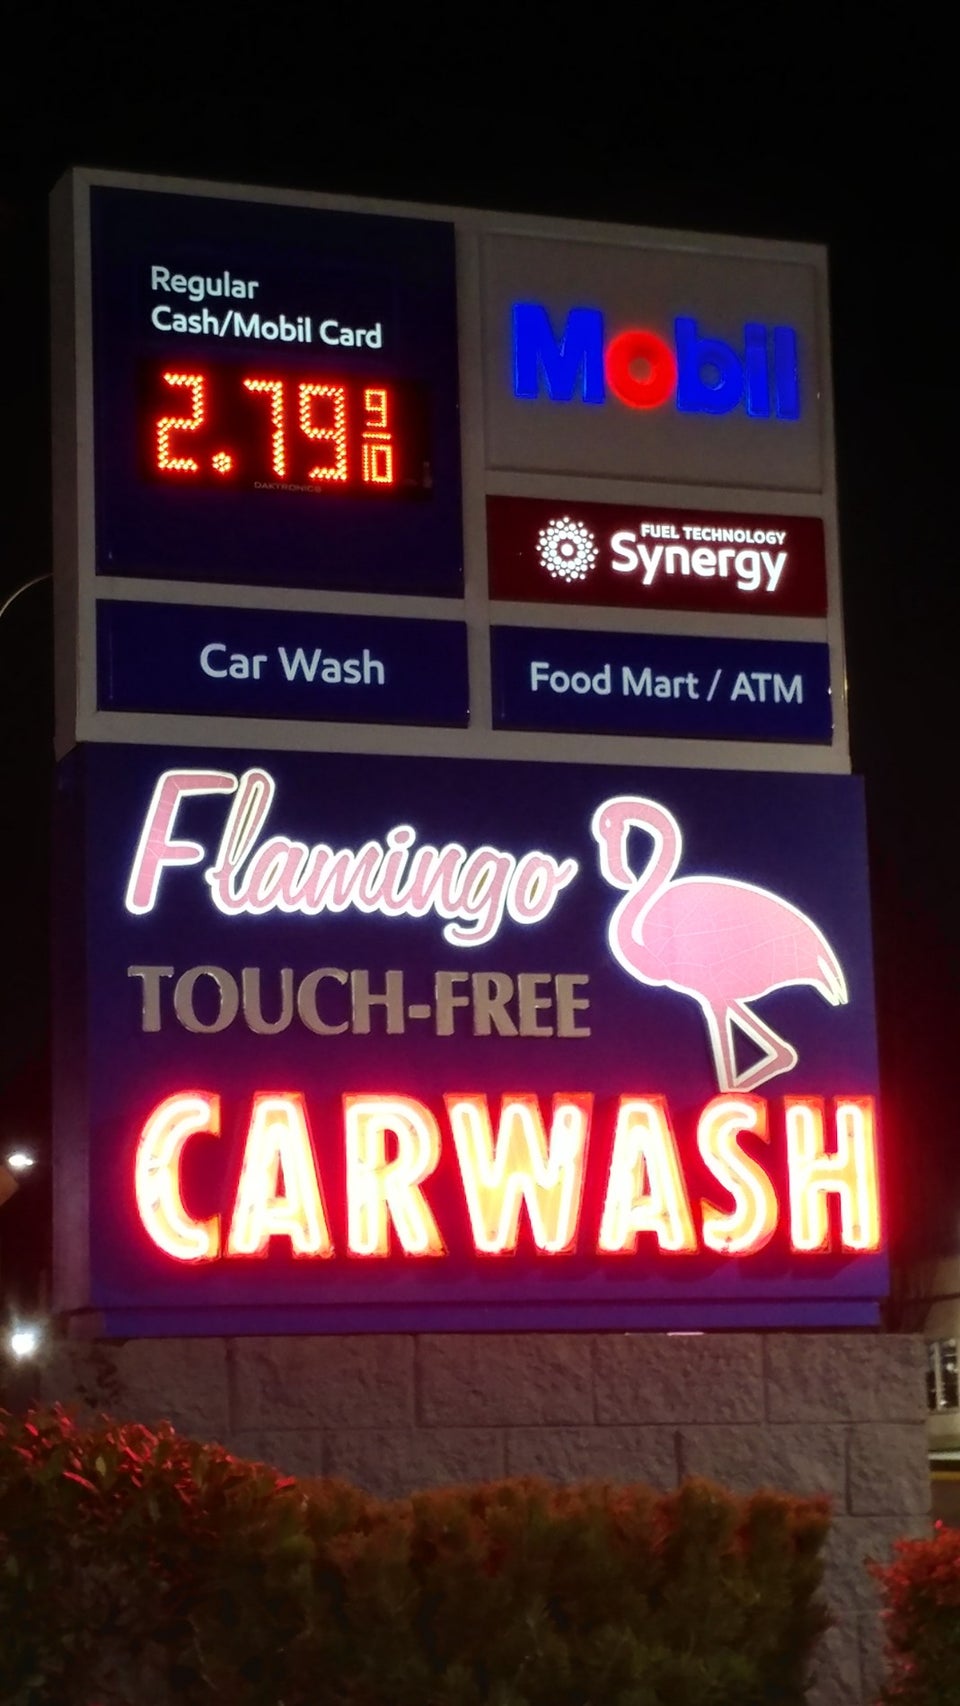 Regular
Cash/Mobil Card
2.79 9/10
DAKTRONICS
Mobil
FUEL TECHNOLOGY
Synergy
Car Wash
Food Mart / ATM
Flamingo
TOUCH-FREE
CARWASH